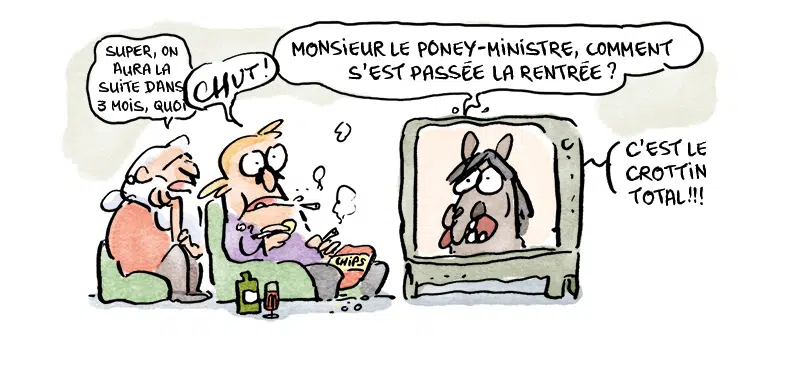 SUPER, ON
AURA LA
SUITE DANS
3 MOIS, QUOI
CHUT !
MONSIEUR LE PONEY-MINISTRE, COMMENT
S'EST PASSÉE LA RENTRÉE ?
C'EST LE
CROTTIN
TOTAL!!!
CHIPS